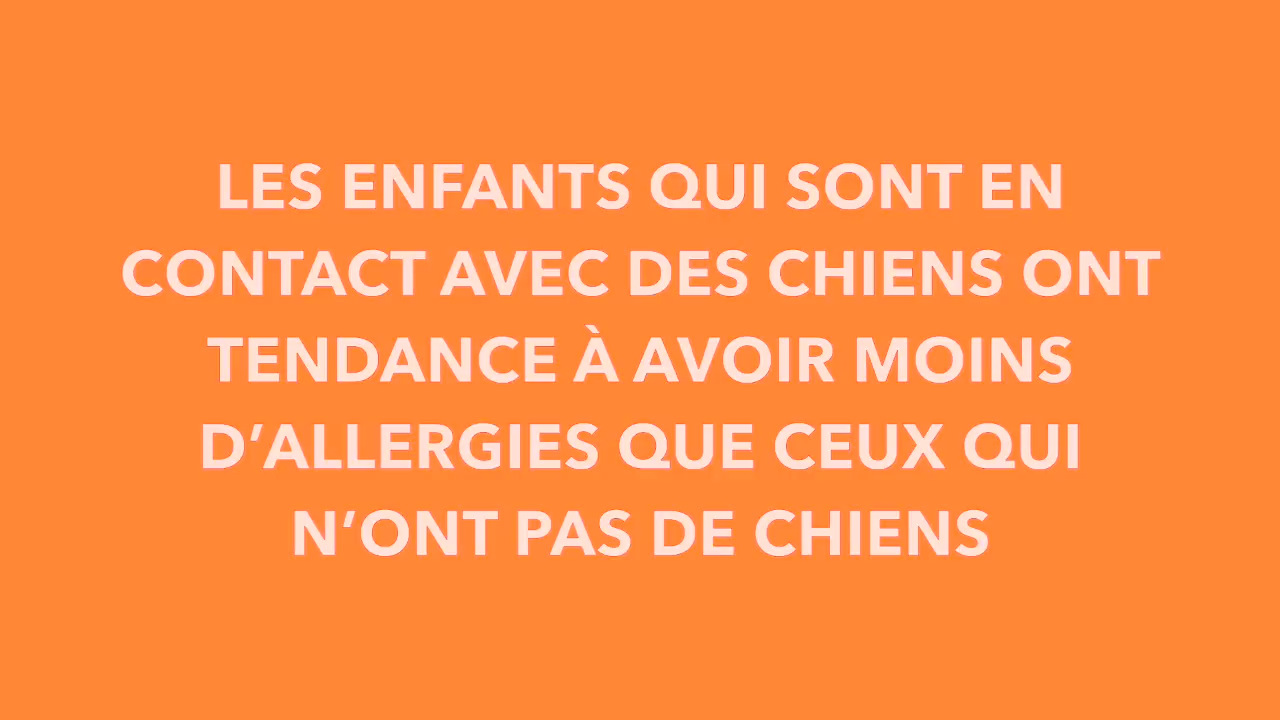 LES ENFANTS QUI SONT EN
CONTACT AVEC DES CHIENS ONT
TENDANCE À AVOIR MOINS
D’ALLERGIES QUE CEUX QUI
N’ONT PAS DE CHIENS